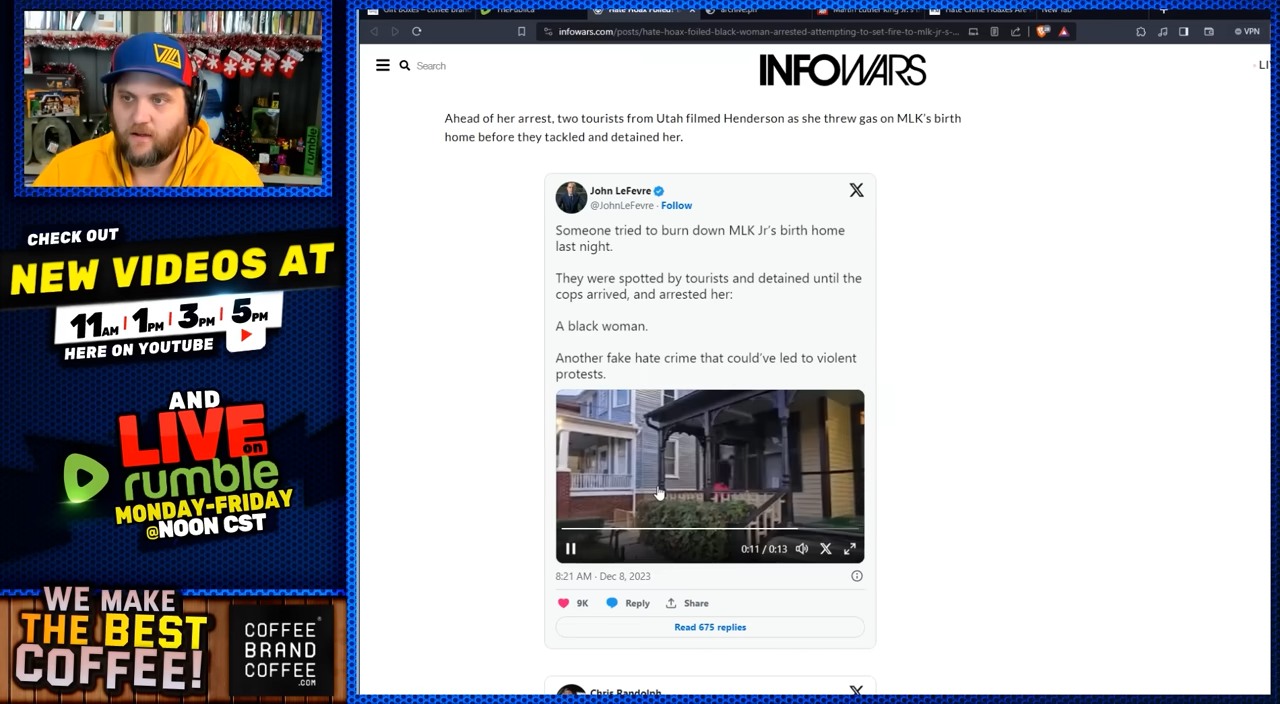 infowars.com/posts/hate-hoax-foiled-black-woman-arrested-attempting-to-set-fire-to-mlk-jr-s-...
VPN
Search
INFOWARS
Ahead of her arrest, two tourists from Utah filmed Henderson as she threw gas on MLK's birth
home before they tackled and detained her.
John LeFevre
@JohnLeFevre · Follow
Someone tried to burn down MLK Jr's birth home
last night.
They were spotted by tourists and detained until the
cops arrived, and arrested her:
A black woman.
Another fake hate crime that could've led to violent
protests.
0:11 / 0:13
8:21 AM · Dec 8, 2023
9K
Reply
Share
Read 675 replies
Chris Randolph
rumble
CHECK OUT
NEW VIDEOS AT
11AM | 1PM | 3PM | 5PM
HERE ON YOUTUBE
AND
LIVE
on
rumble
MONDAY-FRIDAY
@NOON CST
WE MAKE
THE BEST
COFFEE!
COFFEE
BRAND
COFFEE
.COM